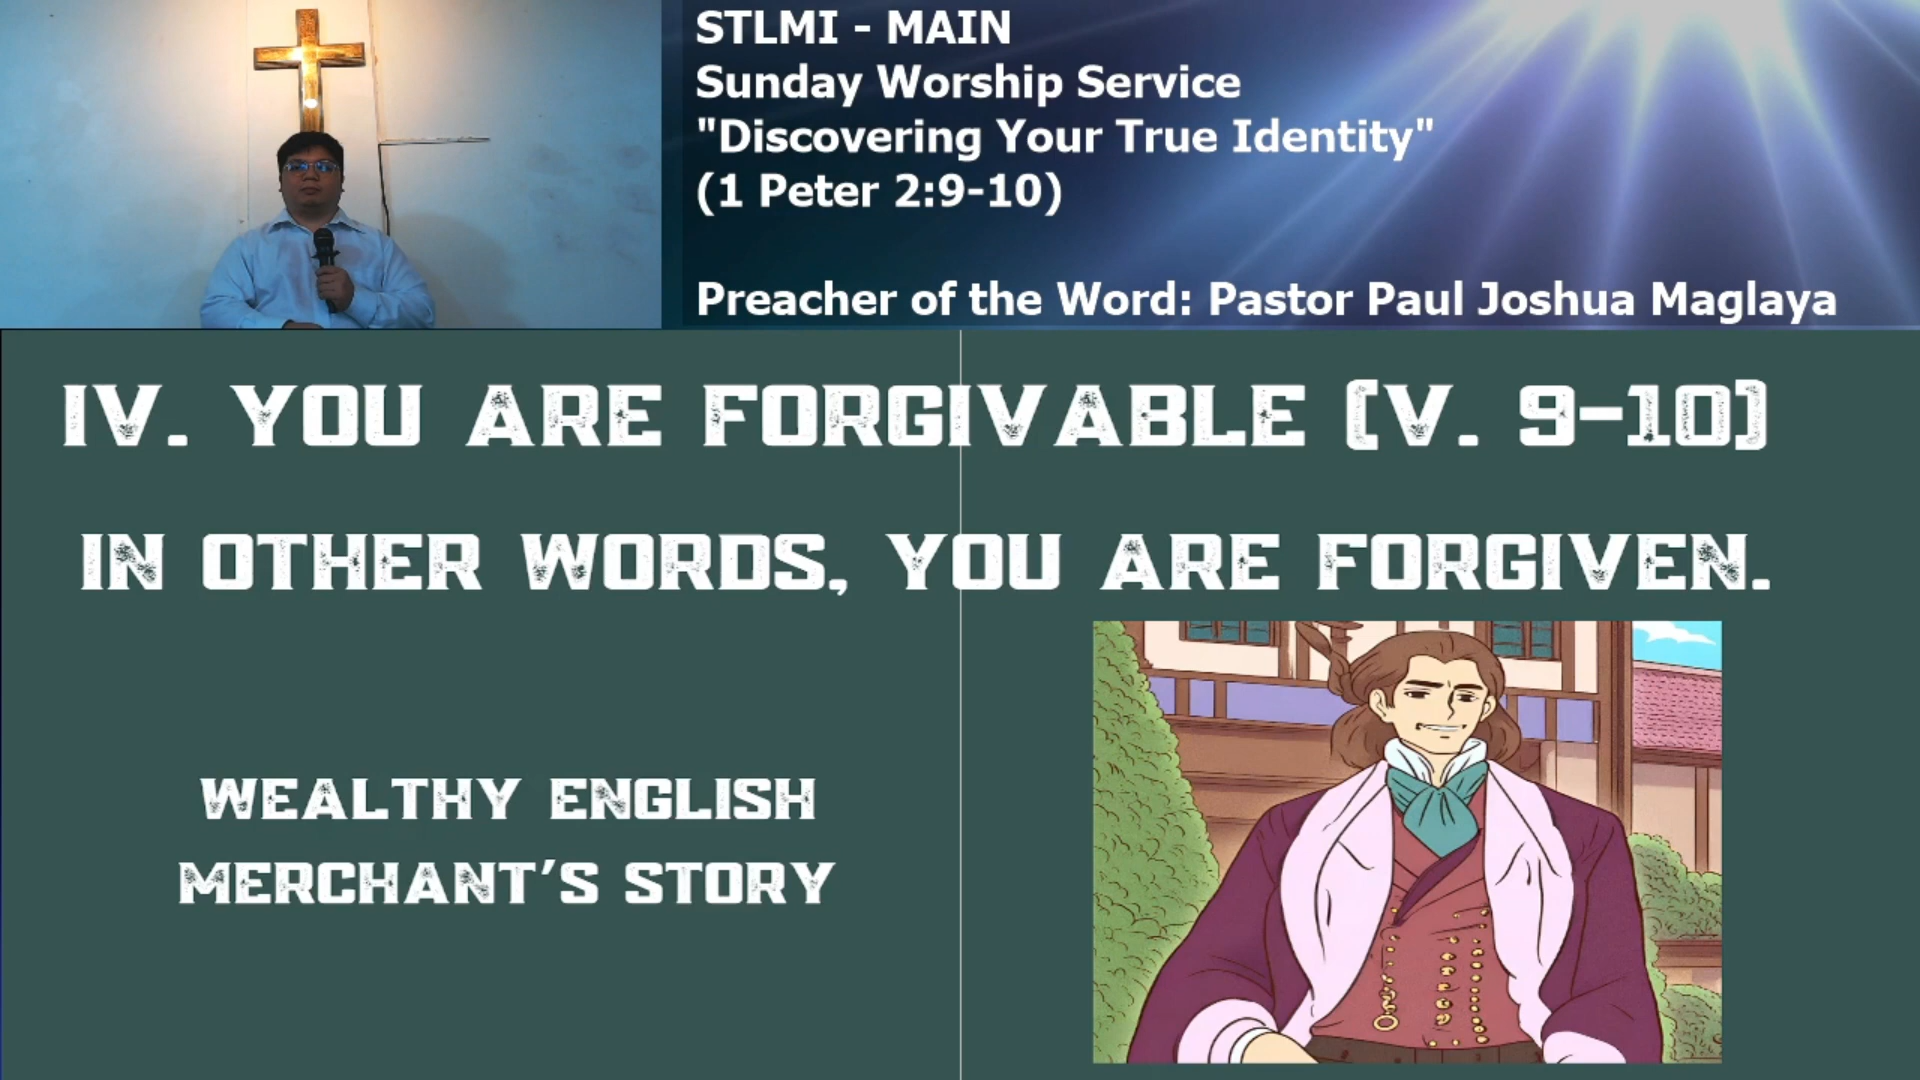 STLMI - MAIN
Sunday Worship Service
"Discovering Your True Identity"
(1 Peter 2:9-10)
Preacher of the Word: Pastor Paul Joshua Maglaya
IV. YOU ARE FORGIVABLE (V. 9-10)
IN OTHER WORDS, YOU ARE FORGIVEN.
WEALTHY ENGLISH
MERCHANT'S STORY